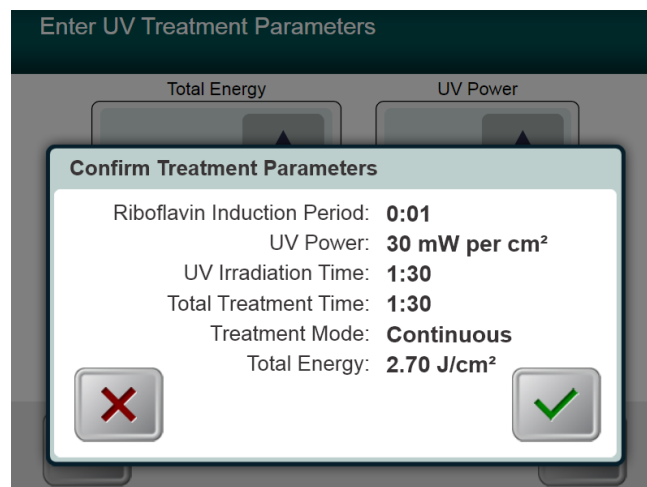 Enter UV Treatment Parameters
Total Energy UV Power
Confirm Treatment Parameters
Riboflavin Induction Period: 0:01
UV Power: 30 mW per cm²
UV Irradiation Time: 1:30
Total Treatment Time: 1:30
Treatment Mode: Continuous
Total Energy: 2.70 J/cm²